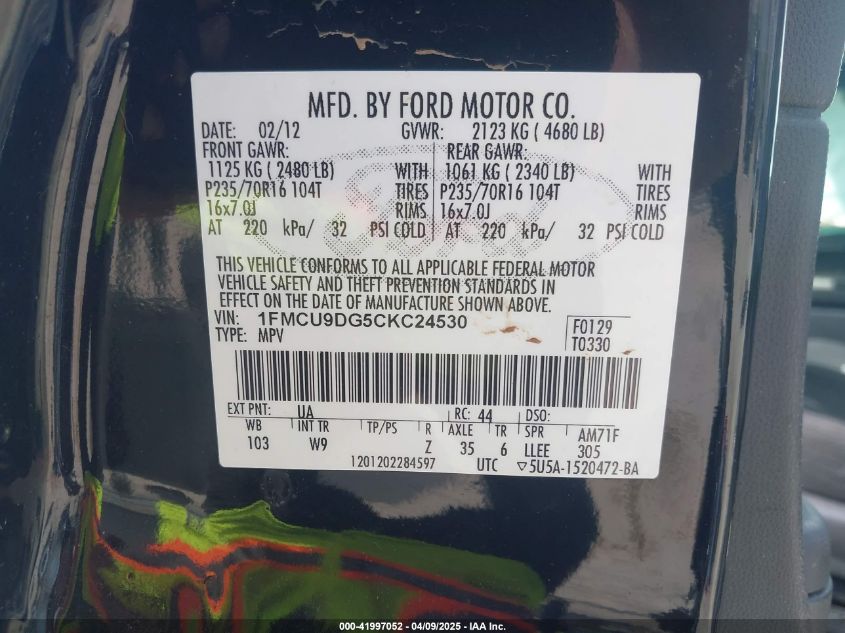 MFD. BY FORD MOTOR CO.
DATE: 02/12 GVWR: 2123 KG ( 4680 LB)
FRONT GAWR: REAR GAWR:
1125 KG ( 2480 LB) WITH 1061 KG ( 2340 LB) WITH
P235/70R16 104T TIRES P235/70R16 104T TIRES
16x7.0J RIMS 16x7.0J RIMS
AT 220 kPa/ 32 PSI COLD AT 220 kPa/ 32 PSI COLD
Ford
THIS VEHICLE CONFORMS TO ALL APPLICABLE FEDERAL MOTOR
VEHICLE SAFETY AND THEFT PREVENTION STANDARDS IN
EFFECT ON THE DATE OF MANUFACTURE SHOWN ABOVE.
VIN: 1FMCU9DG5CKC24530 F0129
TYPE: MPV T0330
EXT PNT: UA RC: 44 DSO:
WB INT TR TP/PS R AXLE TR SPR AM71F
103 W9 Z 35 6 LLEE 305
1201202284597 UTC ▽5U5A-1520472-BA
000-41997052 - 04/09/2025 - IAA Inc.